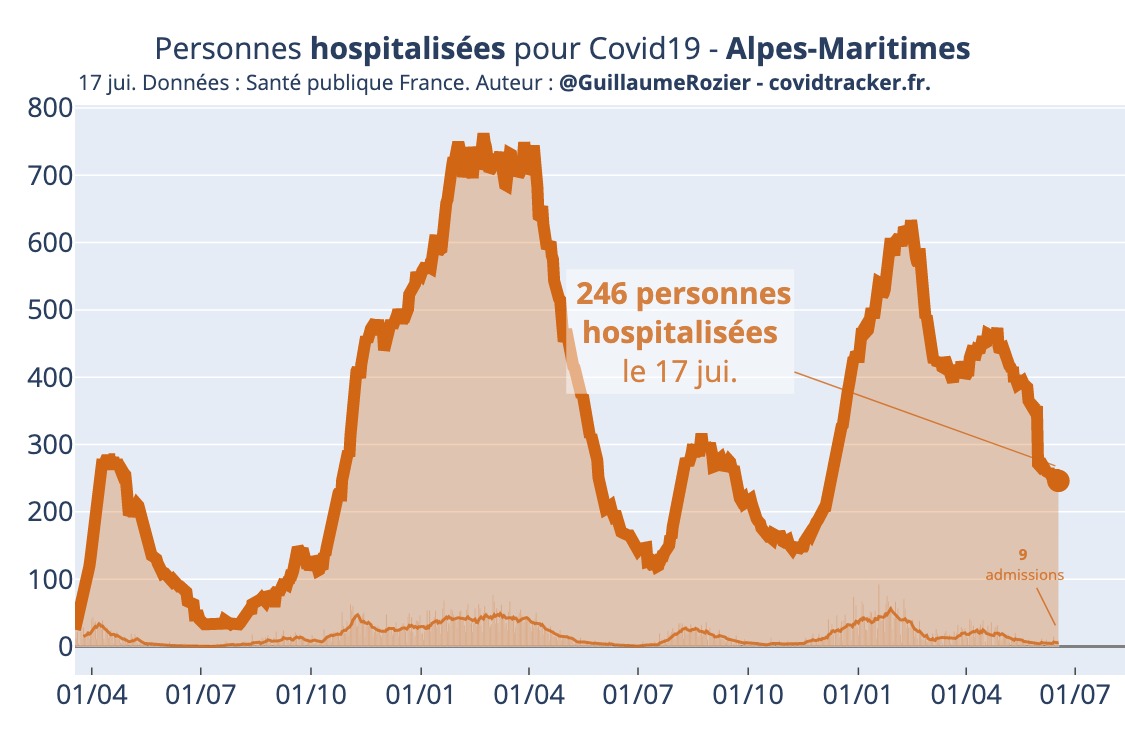 Personnes hospitalisées pour Covid19 - Alpes-Maritimes
17 jui. Données : Santé publique France. Auteur : @GuillaumeRozier - covidtracker.fr.
800
700
600
500
400
300
200
100
0
246 personnes
hospitalisées
le 17 jui.
9
admissions
01/04 01/07 01/10 01/01 01/04 01/07 01/10 01/01 01/04 01/07